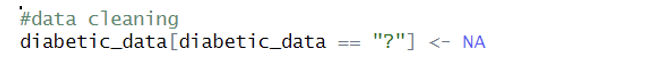 #data cleaning
diabetic_data[diabetic_data == "?"] <- NA